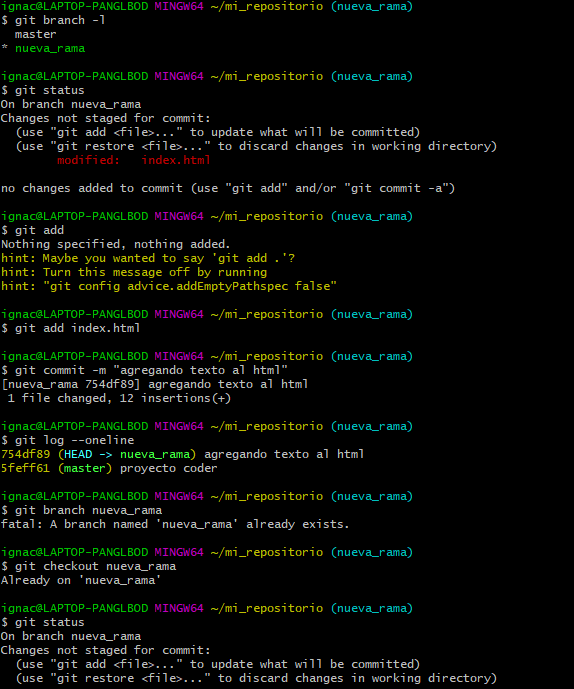 ignac@LAPTOP-PANGLBOD MINGW64 ~/mi_repositorio (nueva_rama)
$ git branch -l
  master
* nueva_rama
ignac@LAPTOP-PANGLBOD MINGW64 ~/mi_repositorio (nueva_rama)
$ git status
On branch nueva_rama
Changes not staged for commit:
  (use "git add <file>..." to update what will be committed)
  (use "git restore <file>..." to discard changes in working directory)
        modified:   index.html
no changes added to commit (use "git add" and/or "git commit -a")
ignac@LAPTOP-PANGLBOD MINGW64 ~/mi_repositorio (nueva_rama)
$ git add
Nothing specified, nothing added.
hint: Maybe you wanted to say 'git add .'?
hint: Turn this message off by running
hint: "git config advice.addEmptyPathspec false"
ignac@LAPTOP-PANGLBOD MINGW64 ~/mi_repositorio (nueva_rama)
$ git add index.html
ignac@LAPTOP-PANGLBOD MINGW64 ~/mi_repositorio (nueva_rama)
$ git commit -m "agregando texto al html"
[nueva_rama 754df89] agregando texto al html
 1 file changed, 12 insertions(+)
ignac@LAPTOP-PANGLBOD MINGW64 ~/mi_repositorio (nueva_rama)
$ git log --oneline
754df89 (HEAD -> nueva_rama) agregando texto al html
5feff61 (master) proyecto coder
ignac@LAPTOP-PANGLBOD MINGW64 ~/mi_repositorio (nueva_rama)
$ git branch nueva_rama
fatal: A branch named 'nueva_rama' already exists.
ignac@LAPTOP-PANGLBOD MINGW64 ~/mi_repositorio (nueva_rama)
$ git checkout nueva_rama
Already on 'nueva_rama'
ignac@LAPTOP-PANGLBOD MINGW64 ~/mi_repositorio (nueva_rama)
$ git status
On branch nueva_rama
Changes not staged for commit:
  (use "git add <file>..." to update what will be committed)
  (use "git restore <file>..." to discard changes in working directory)